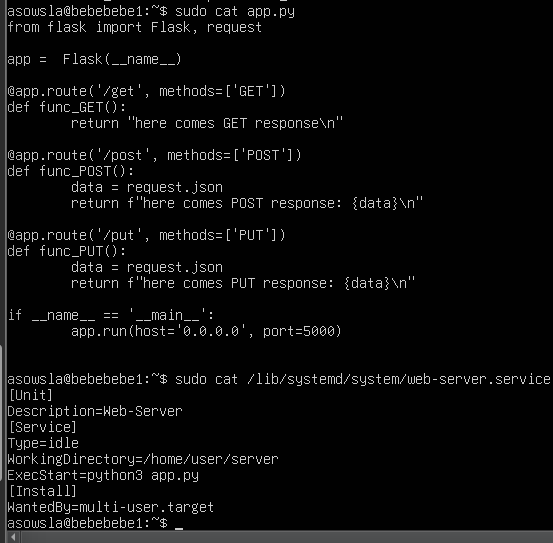 asowsla@bebebebe1:~$ sudo cat app.py
from flask import Flask, request

app =  Flask(__name__)

@app.route('/get', methods=['GET'])
def func_GET():
        return "here comes GET response\n"

@app.route('/post', methods=['POST'])
def func_POST():
        data = request.json
        return f"here comes POST response: {data}\n"

@app.route('/put', methods=['PUT'])
def func_PUT():
        data = request.json
        return f"here comes PUT response: {data}\n"

if __name__ == '__main__':
        app.run(host='0.0.0.0', port=5000)

asowsla@bebebebe1:~$ sudo cat /lib/systemd/system/web-server.service
[Unit]
Description=Web-Server
[Service]
Type=idle
WorkingDirectory=/home/user/server
ExecStart=python3 app.py
[Install]
WantedBy=multi-user.target
asowsla@bebebebe1:~$ _